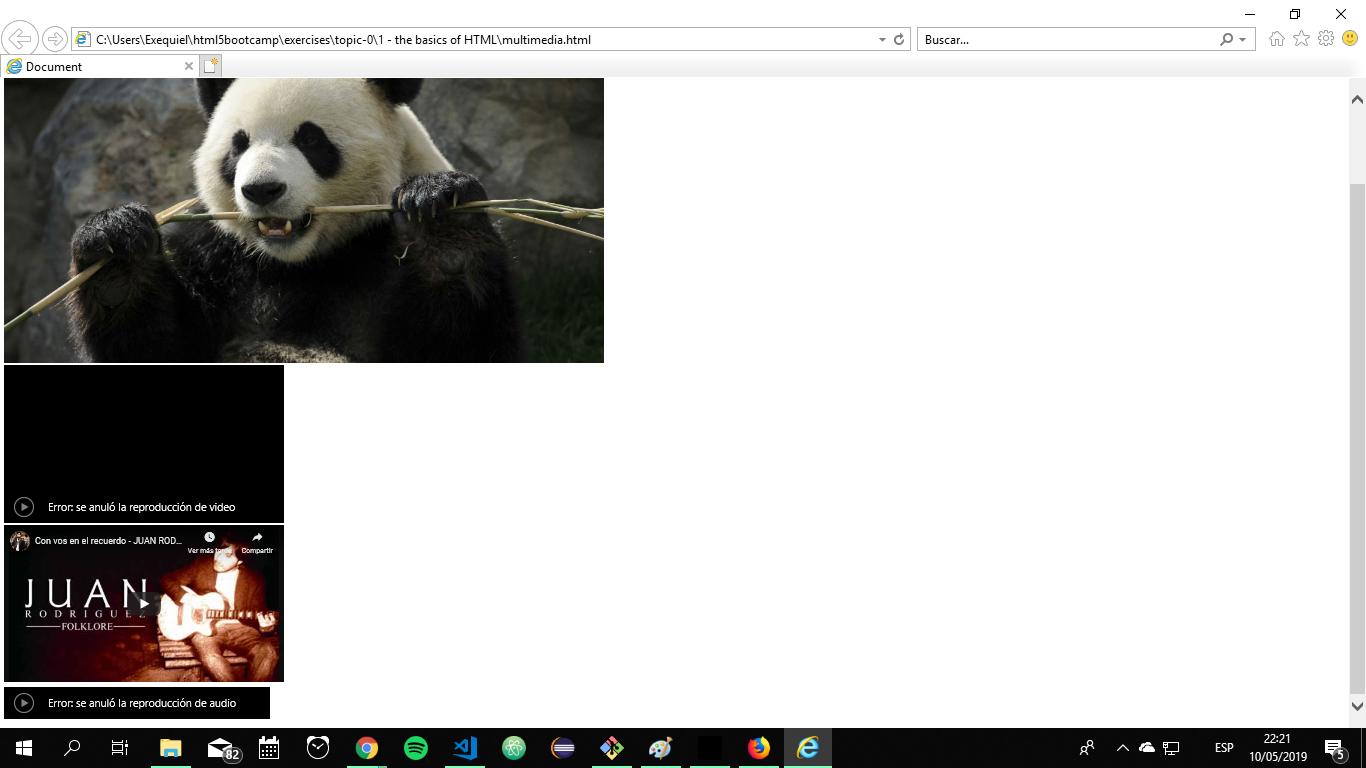 C:\Users\Exequiel\html5bootcamp\exercises\topic-0\1 - the basics of HTML\multimedia.html
Buscar...
Document
Error: se anuló la reproducción de video
Con vos en el recuerdo - JUAN ROD...
Ver más tarde
Compartir
JUAN
RODRIGUEZ
FOLKLORE
Error: se anuló la reproducción de audio
82
ESP
22:21
10/05/2019
5